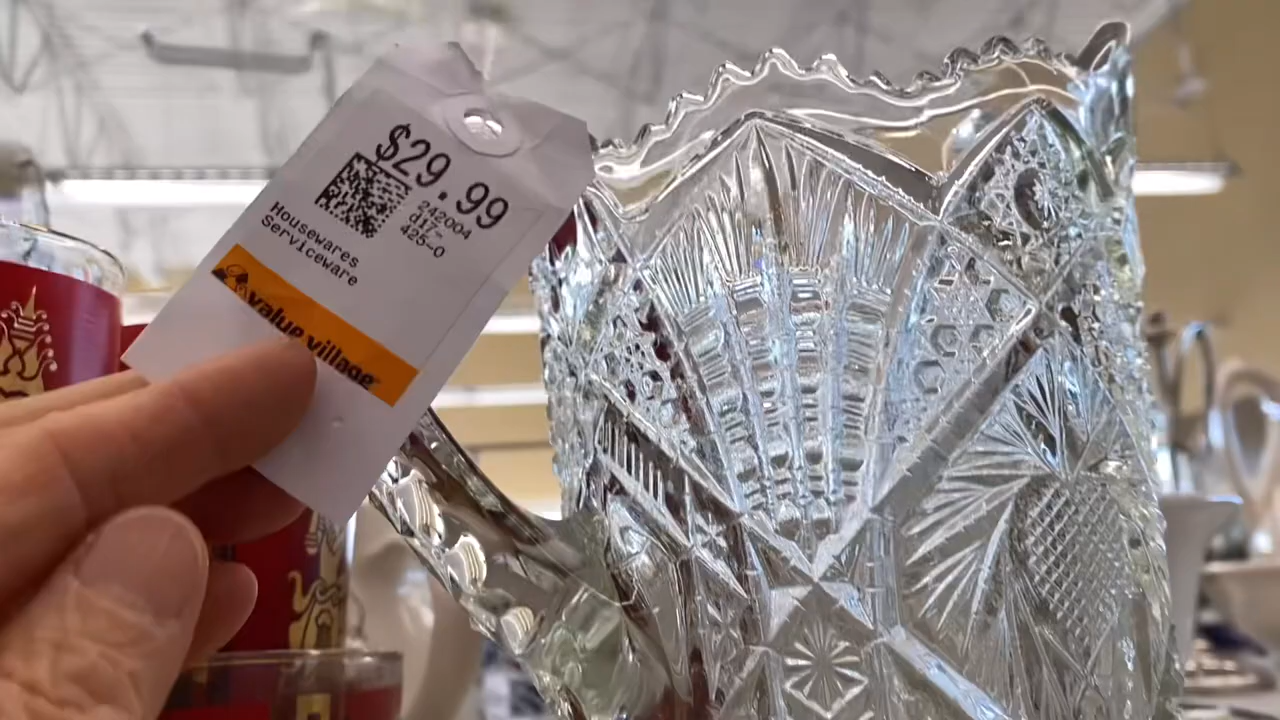 $29.99
242004
d17-
425-0
Housewares
Serviceware
value village